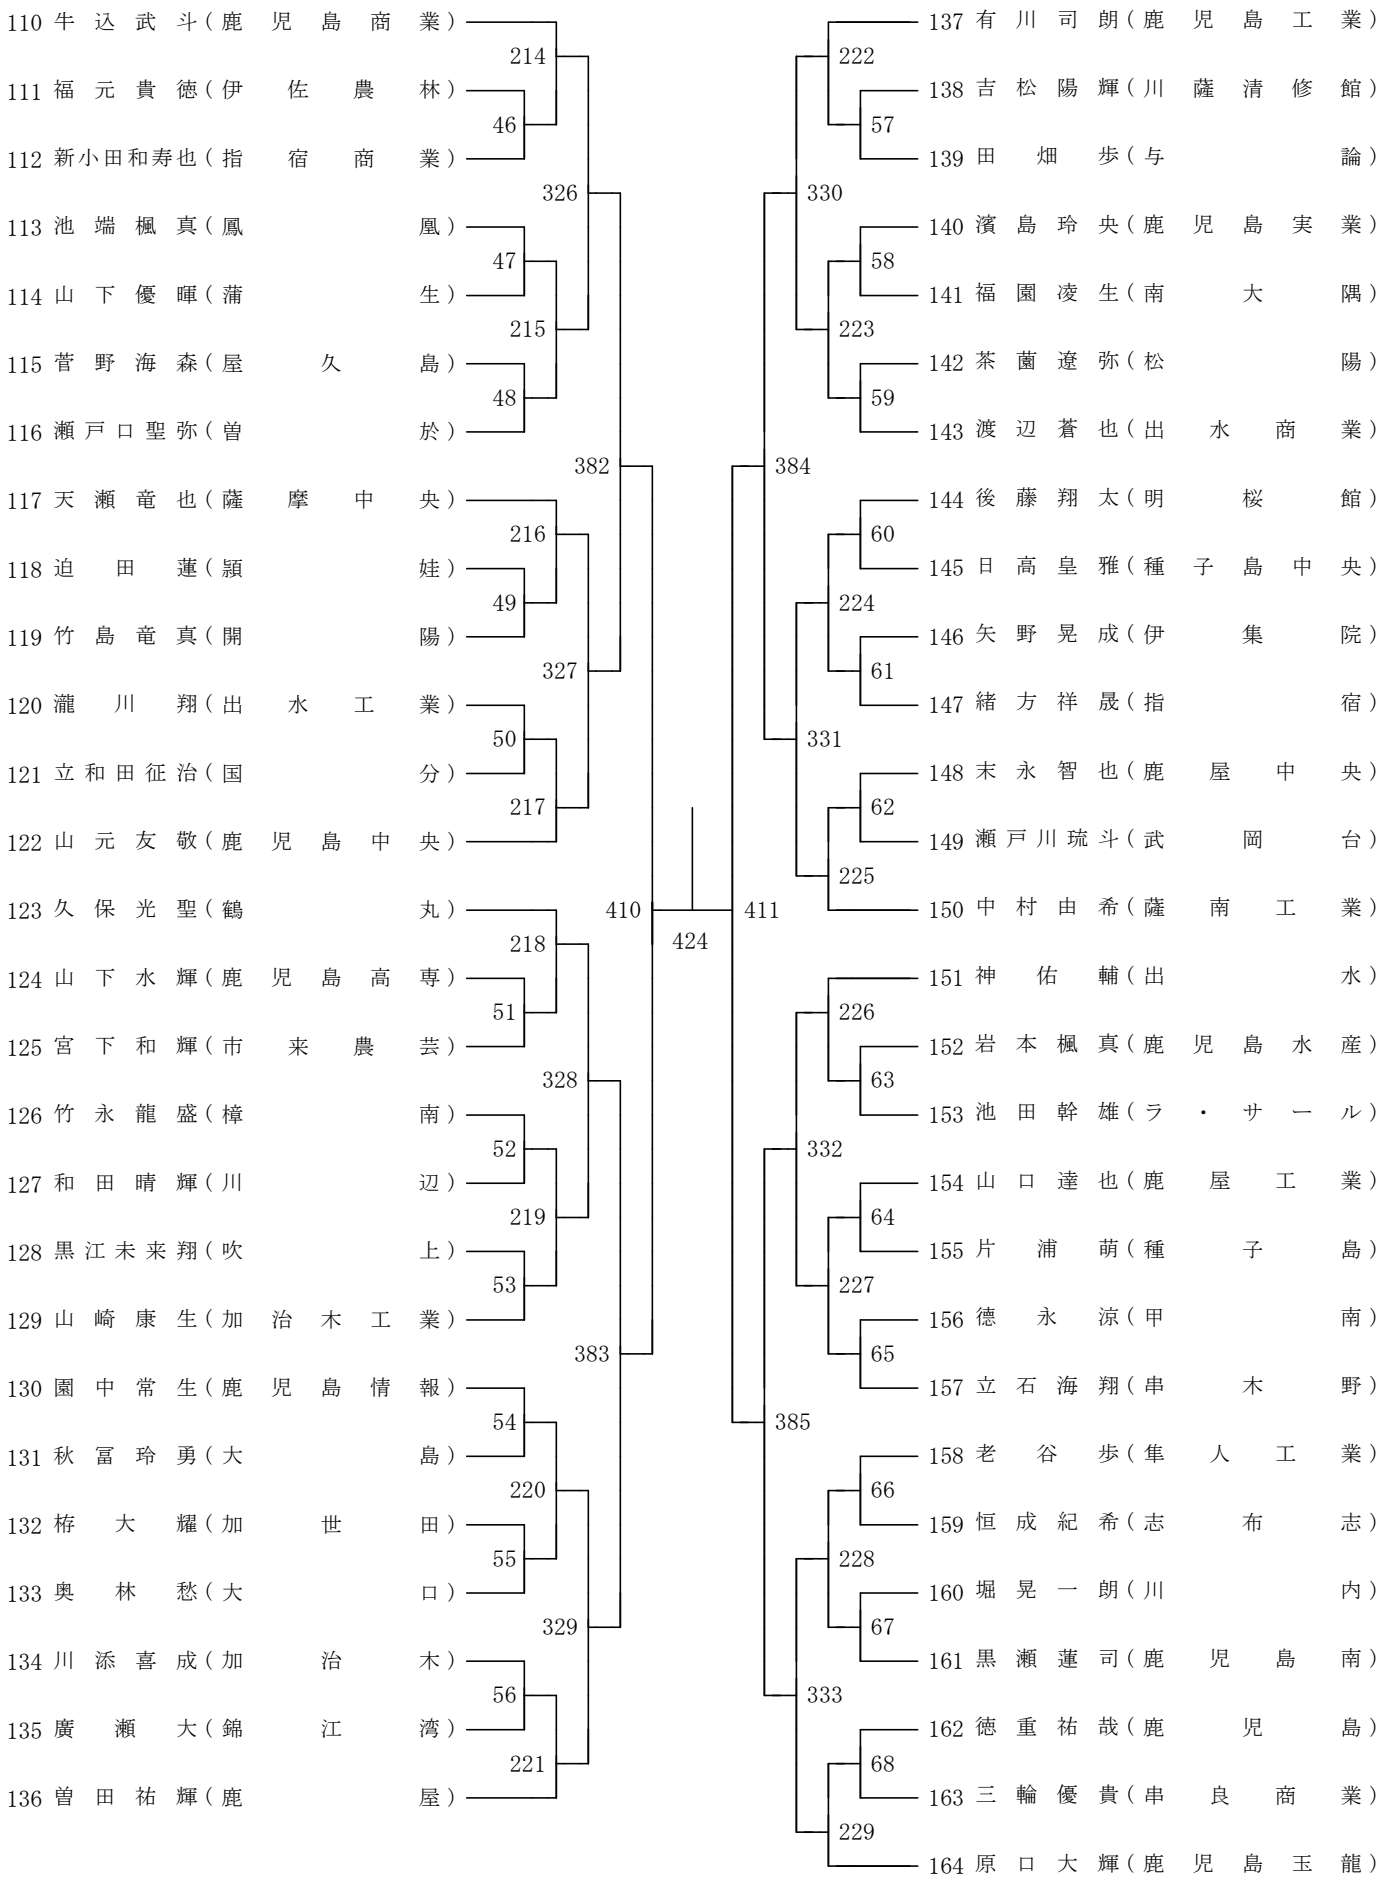 110 牛込武斗(鹿児島商業)
214
111 福元貴徳(伊佐農林)
46
112 新小田和寿也(指宿商業)
326
113 池端楓真(鳳凰)
47
114 山下優暉(蒲生)
215
115 菅野海森(屋久島)
48
116 瀬戸口聖弥(曽於)
382
117 天瀬竜也(薩摩中央)
216
118 迫田蓮(頴娃)
49
119 竹島竜真(開陽)
327
120 瀧川翔(出水工業)
50
121 立和田征治(国分)
217
122 山元友敬(鹿児島中央)
123 久保光聖(鶴丸)
410
218
424
124 山下水輝(鹿児島高専)
51
125 宮下和輝(市来農芸)
328
126 竹永龍盛(樟南)
52
127 和田晴輝(川辺)
219
128 黒江未来翔(吹上)
53
129 山崎康生(加治木工業)
383
130 園中常生(鹿児島情報)
54
131 秋冨玲勇(大島)
220
132 栫大耀(加世田)
55
133 奥林愁(大口)
329
134 川添喜成(加治木)
56
135 廣瀬大(錦江湾)
221
136 曽田祐輝(鹿屋)
137 有川司朗(鹿児島工業)
222
138 吉松陽輝(川薩清修館)
57
139 田畑歩(与論)
330
140 濱島玲央(鹿児島実業)
58
141 福園凌生(南大隅)
223
142 茶薗遼弥(松陽)
59
143 渡辺蒼也(出水商業)
384
144 後藤翔太(明桜館)
60
145 日高皇雅(種子島中央)
224
146 矢野晃成(伊集院)
61
147 緒方祥晟(指宿)
331
148 末永智也(鹿屋中央)
62
149 瀬戸川琉斗(武岡台)
225
150 中村由希(薩南工業)
411
151 神佑輔(出水)
226
152 岩本楓真(鹿児島水産)
63
153 池田幹雄(ラ・サール)
332
154 山口達也(鹿屋工業)
64
155 片浦萌(種子島)
227
156 德永涼(甲南)
65
157 立石海翔(串木野)
385
158 老谷歩(隼人工業)
66
159 恒成紀希(志布志)
228
160 堀晃一朗(川内)
67
161 黒瀬蓮司(鹿児島南)
333
162 徳重祐哉(鹿児島)
68
163 三輪優貴(串良商業)
229
164 原口大輝(鹿児島玉龍)